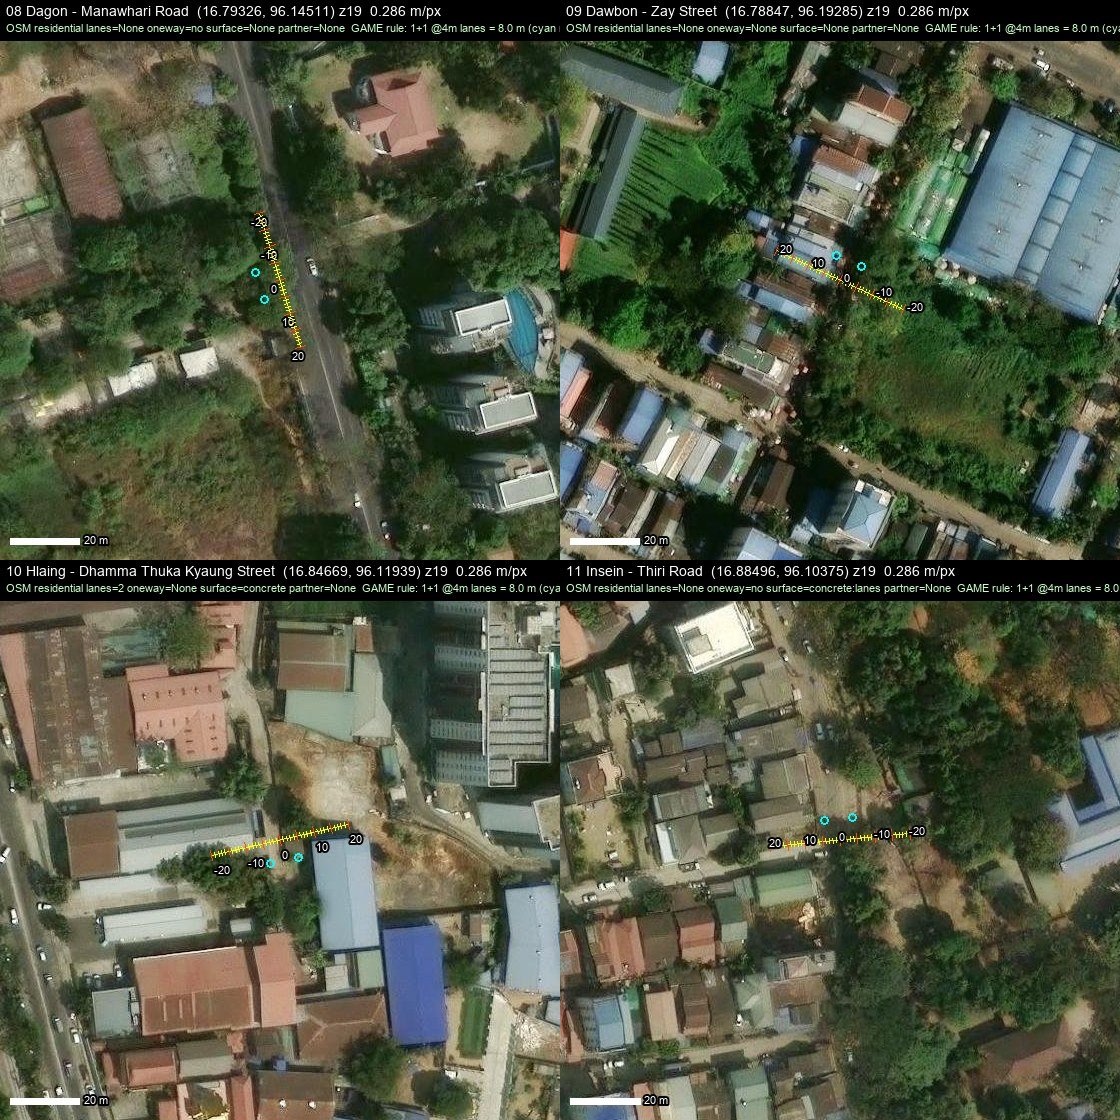 08 Dagon - Manawhari Road (16.79326, 96.14511) z19 0.286 m/px
OSM residential lanes=None oneway=no surface=None partner=None GAME rule: 1+1 @4m lanes = 8.0 m (cyan
-20
-10
0
10
20
20 m
09 Dawbon - Zay Street (16.78847, 96.19285) z19 0.286 m/px
OSM residential lanes=None oneway=no surface=None partner=None GAME rule: 1+1 @4m lanes = 8.0 m (cya
20
10
0
-10
-20
20 m
10 Hlaing - Dhamma Thuka Kyaung Street (16.84669, 96.11939) z19 0.286 m/px
OSM residential lanes=2 oneway=None surface=concrete partner=None GAME rule: 1+1 @4m lanes = 8.0 m (cya
-20
-10
0
10
20
20 m
11 Insein - Thiri Road (16.88496, 96.10375) z19 0.286 m/px
OSM residential lanes=None oneway=no surface=concrete:lanes partner=None GAME rule: 1+1 @4m lanes = 8.0
20
10
0
-10
-20
20 m